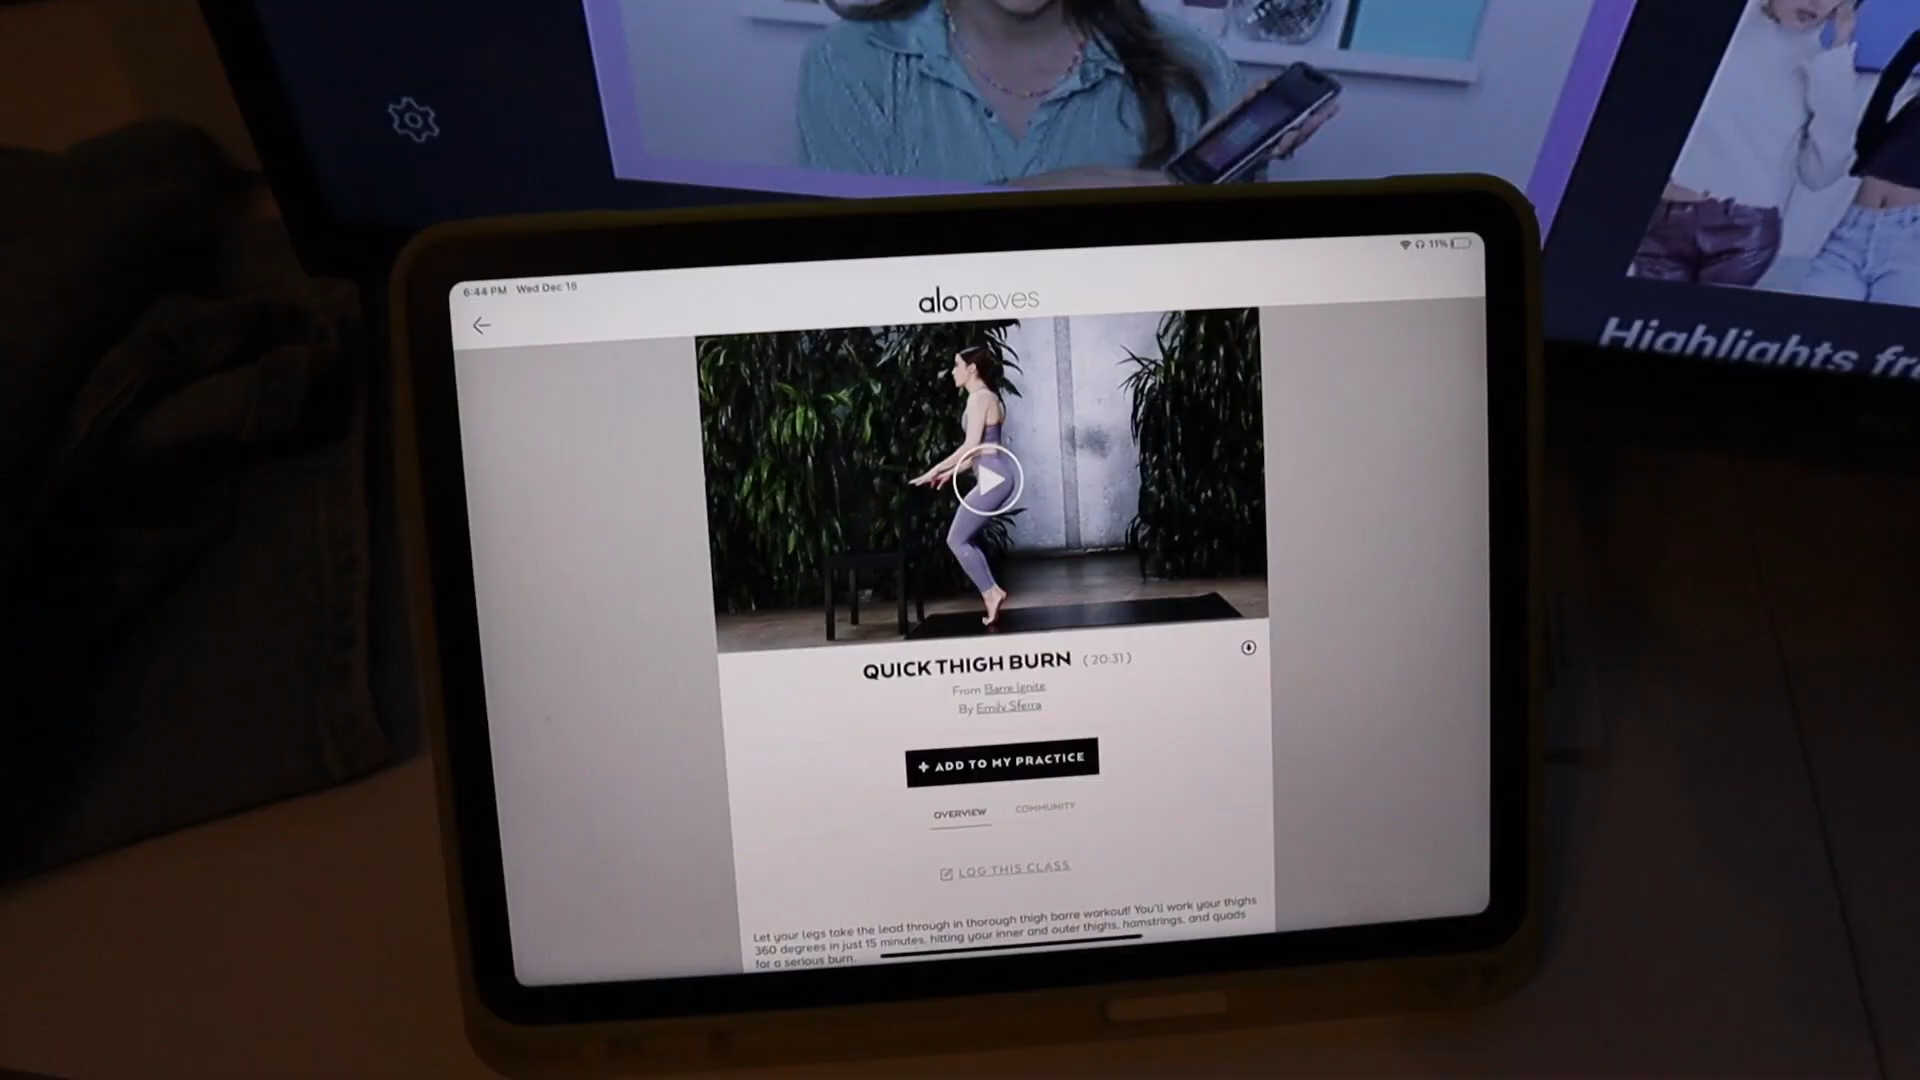 6:44 PM Wed Dec 18
11%
alomoves
QUICK THIGH BURN (20:31)
From Barre Ignite
By Emily Sferra
+ ADD TO MY PRACTICE
OVERVIEW COMMUNITY
LOG THIS CLASS
Let your legs take the lead through in thorough thigh barre workout! You'll work your thighs
360 degrees in just 15 minutes, hitting your inner and outer thighs, hamstrings, and quads
for a serious burn.
Highlights fr